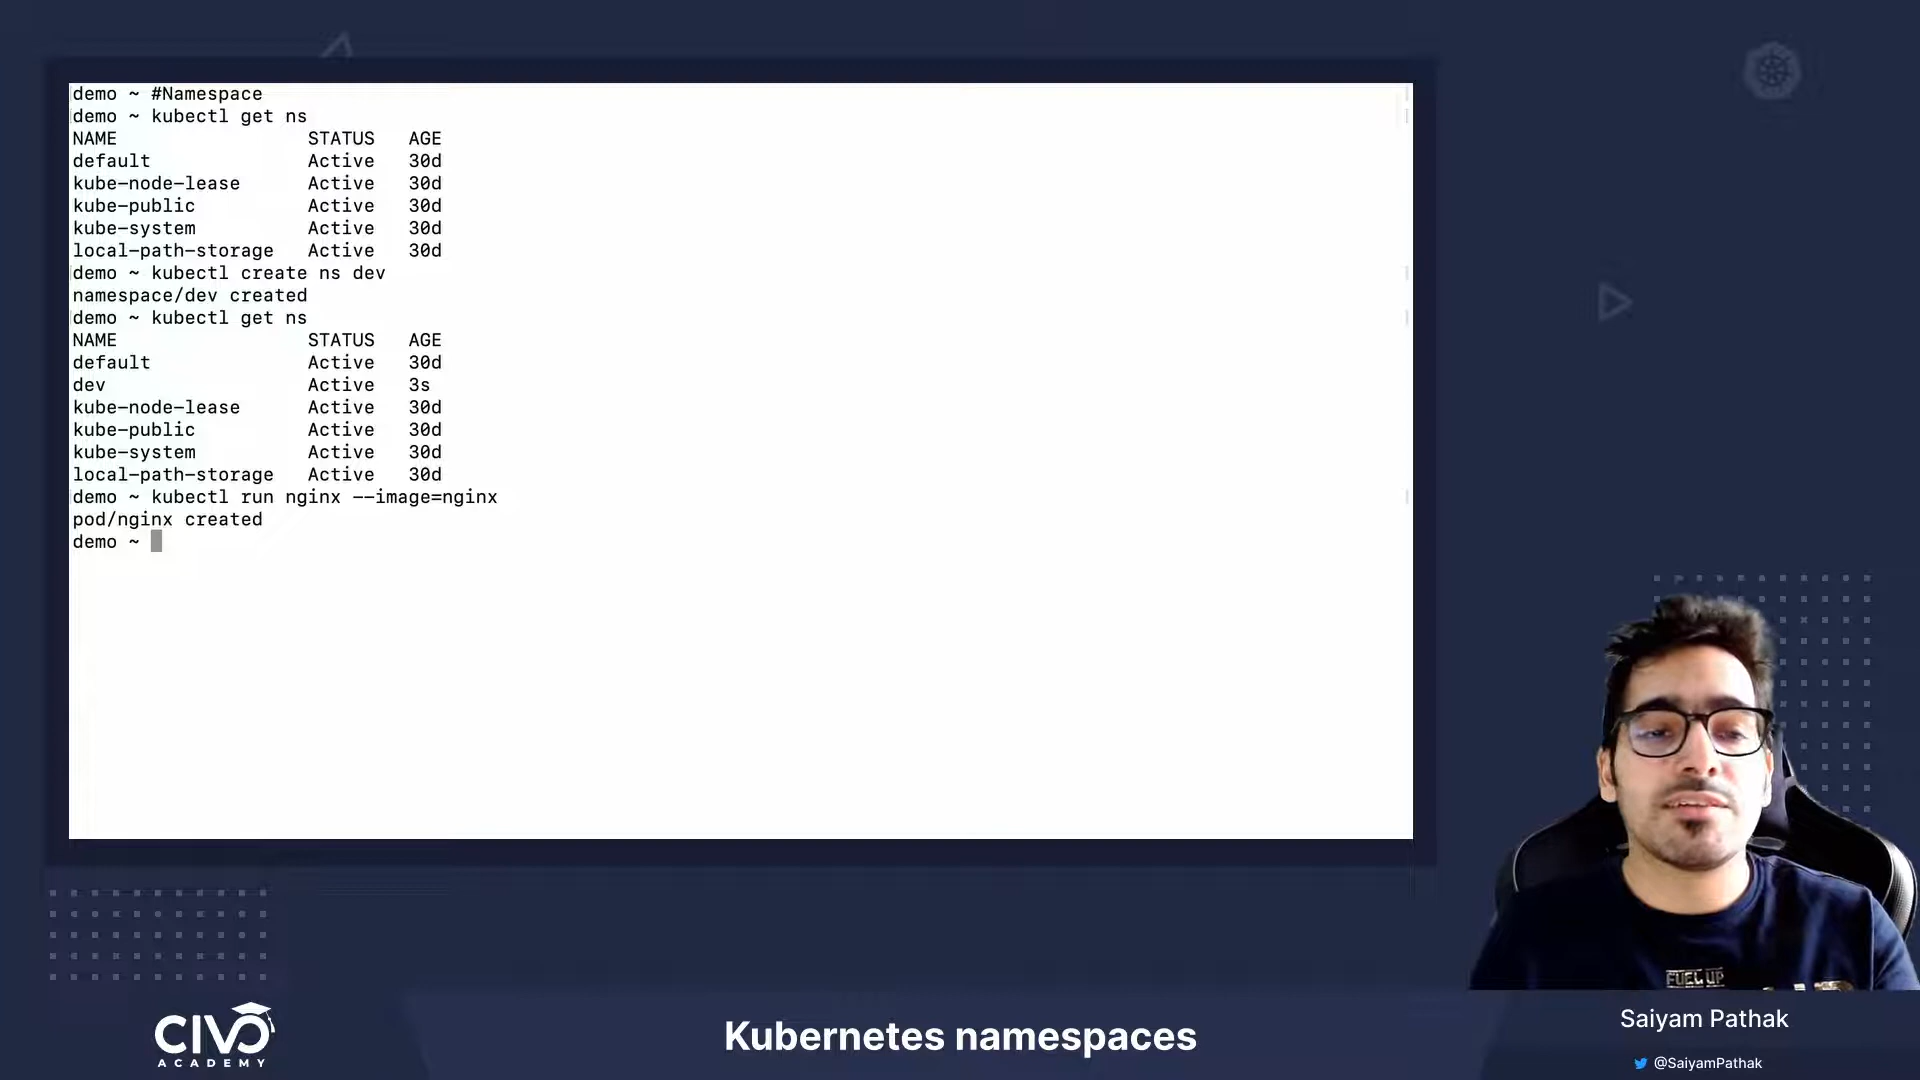 demo ~ #Namespace
demo ~ kubectl get ns
NAME STATUS AGE
default Active 30d
kube-node-lease Active 30d
kube-public Active 30d
kube-system Active 30d
local-path-storage Active 30d
demo ~ kubectl create ns dev
namespace/dev created
demo ~ kubectl get ns
NAME STATUS AGE
default Active 30d
dev Active 3s
kube-node-lease Active 30d
kube-public Active 30d
kube-system Active 30d
local-path-storage Active 30d
demo ~ kubectl run nginx --image=nginx
pod/nginx created
demo ~
FUEL UP
CIVO
ACADEMY
Kubernetes namespaces
Saiyam Pathak
@SaiyamPathak